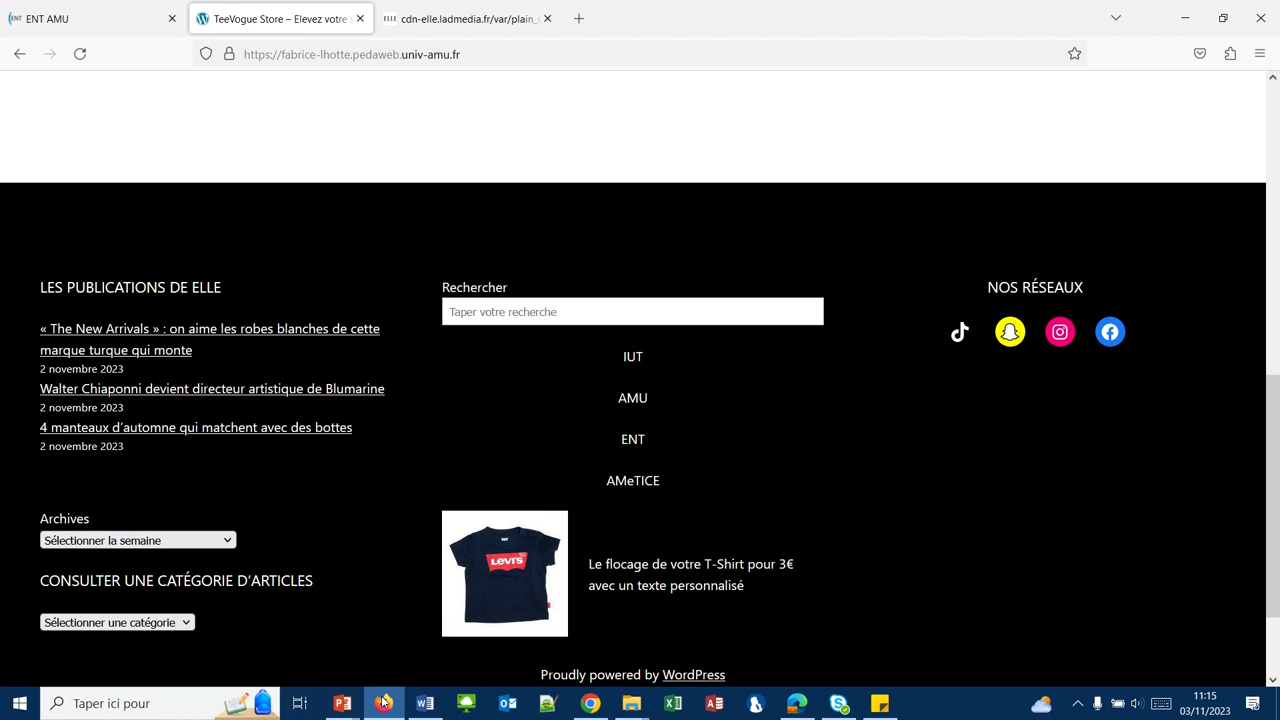 ENT AMU
TeeVogue Store – Elevez votre s
ELLE
cdn-elle.ladmedia.fr/var/plain_s
https://fabrice-lhotte.pedaweb.univ-amu.fr
LES PUBLICATIONS DE ELLE
« The New Arrivals » : on aime les robes blanches de cette
marque turque qui monte
2 novembre 2023
Walter Chiaponni devient directeur artistique de Blumarine
2 novembre 2023
4 manteaux d’automne qui matchent avec des bottes
2 novembre 2023
Archives
Sélectionner la semaine
CONSULTER UNE CATÉGORIE D’ARTICLES
Sélectionner une catégorie
Rechercher
Taper votre recherche
IUT
AMU
ENT
AMeTICE
LEVI'S
Le flocage de votre T-Shirt pour 3€
avec un texte personnalisé
NOS RÉSEAUX
Proudly powered by WordPress
Taper ici pour
11:15
03/11/2023